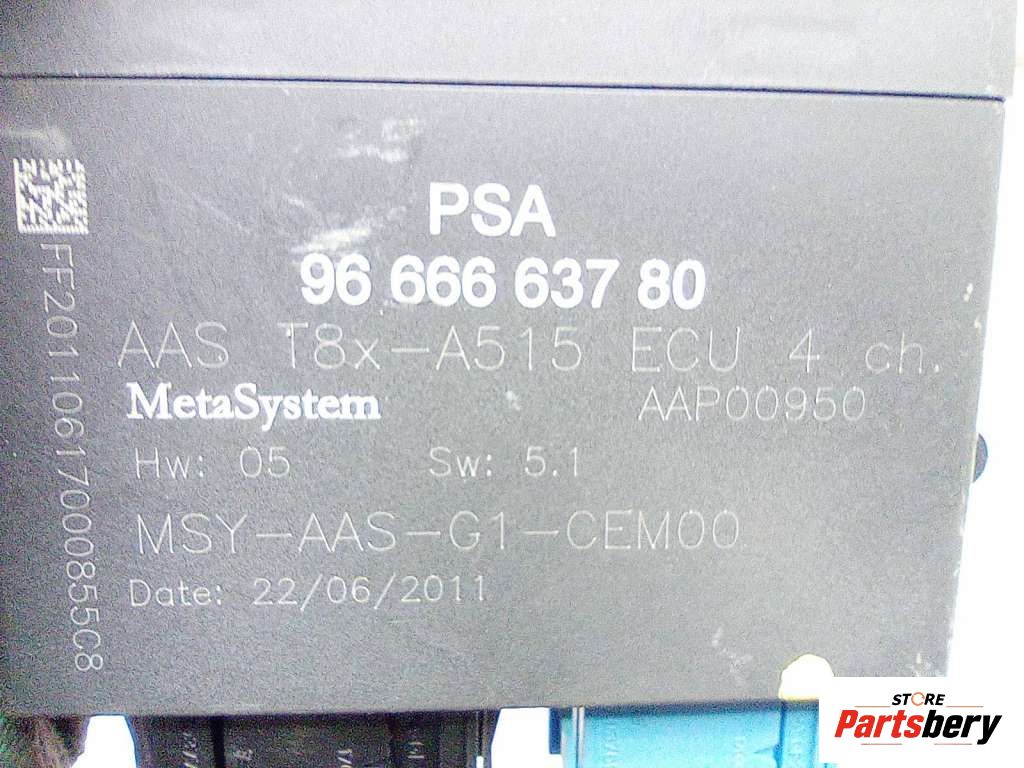 PSA
96 666 637 80
AAS T8x-A515 ECU 4 ch.
MetaSystem AAP00950
Hw: 05 Sw: 5.1
MSY-AAS-G1-CEM00
Date: 22/06/2011
FF20110617000855C8
STORE
Partsbery